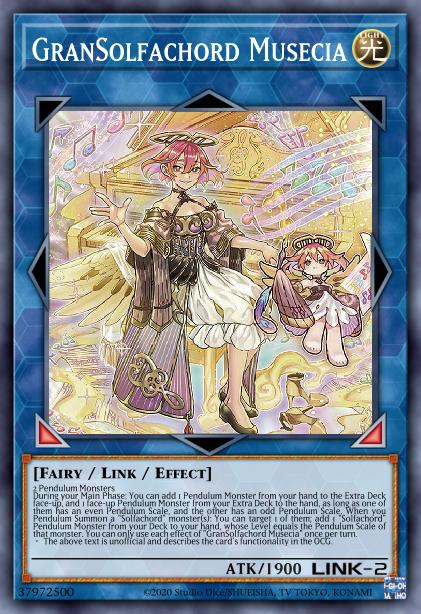 GranSolfachord Musecia
LIGHT
光
[Fairy / Link / Effect]
2 Pendulum Monsters
During your Main Phase: You can add 1 Pendulum Monster from your hand to the Extra Deck
face-up, and 1 face-up Pendulum Monster from your Extra Deck to the hand, as long as one of
them has an even Pendulum Scale, and the other has an odd Pendulum Scale. When you
Pendulum Summon a "Solfachord" monster(s): You can target 1 of them; add 1 "Solfachord"
Pendulum Monster from your Deck to your hand, whose Level equals the Pendulum Scale of
that monster. You can only use each effect of "GranSolfachord Musecia" once per turn.
* The above text is unofficial and describes the card's functionality in the OCG.
ATK/1900 LINK-2
37972500
©2020 Studio Dice/SHUEISHA, TV TOKYO, KONAMI